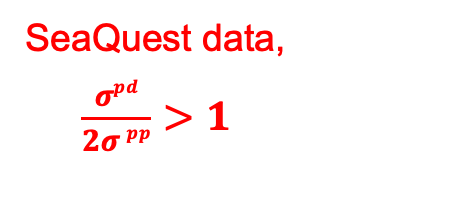 SeaQuest data,
σ^{pd} / 2σ^{pp} > 1